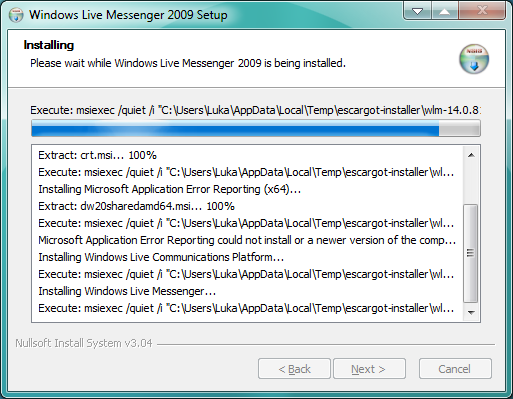 Windows Live Messenger 2009 Setup
Installing
Please wait while Windows Live Messenger 2009 is being installed.
Execute: msiexec /quiet /i "C:\Users\Luka\AppData\Local\Temp\escargot-installer\wlm-14.0.8
Extract: crt.msi... 100%
Execute: msiexec /quiet /i "C:\Users\Luka\AppData\Local\Temp\escargot-installer\wl...
Installing Microsoft Application Error Reporting (x64)...
Extract: dw20sharedamd64.msi... 100%
Execute: msiexec /quiet /i "C:\Users\Luka\AppData\Local\Temp\escargot-installer\wl...
Microsoft Application Error Reporting could not install or a newer version of the comp...
Installing Windows Live Communications Platform...
Execute: msiexec /quiet /i "C:\Users\Luka\AppData\Local\Temp\escargot-installer\wl...
Installing Windows Live Messenger...
Execute: msiexec /quiet /i "C:\Users\Luka\AppData\Local\Temp\escargot-installer\wl...
Nullsoft Install System v3.04
< Back
Next >
Cancel